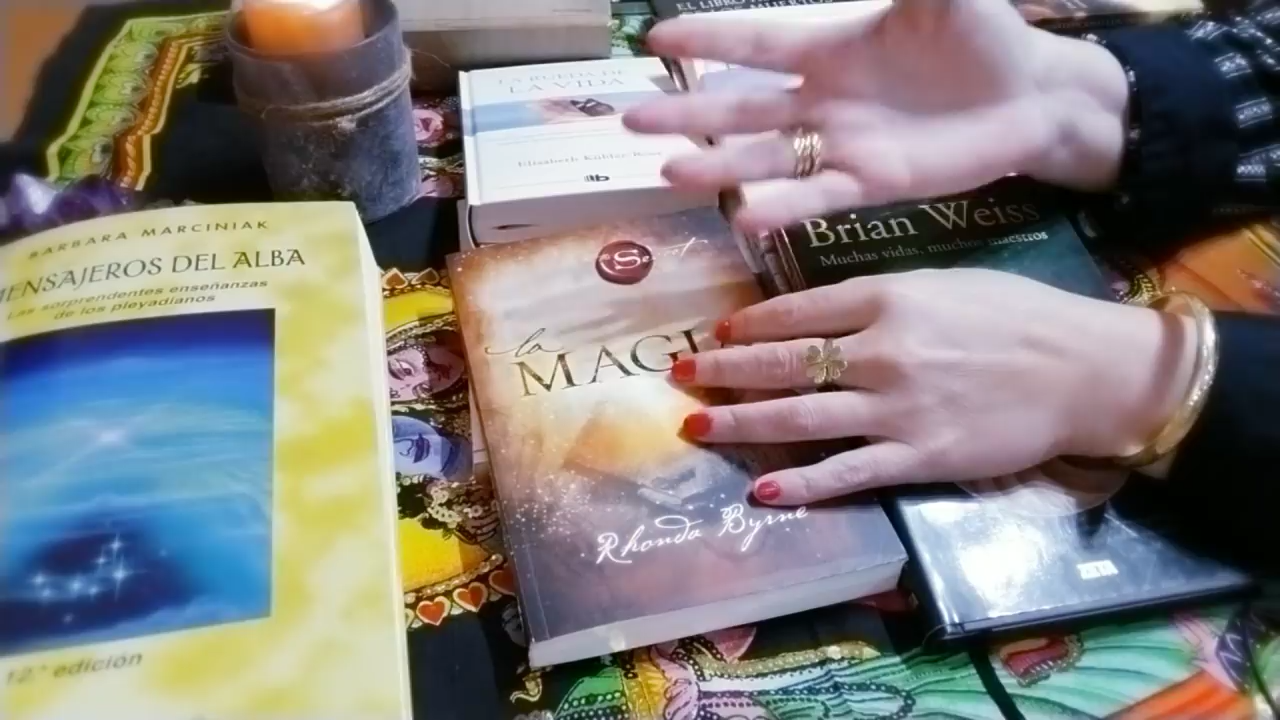 BARBARA MARCINIAK
MENSAJEROS DEL ALBA
Las sorprendentes enseñanzas
de los pleyadianos
12.ª edición
LA RUEDA DE
LA VIDA
Elisabeth Kübler-Ross
EL LIBRO
Secret
la
MAGI
Rhonda Byrne
Brian Weiss
Muchas vidas, muchos maestros